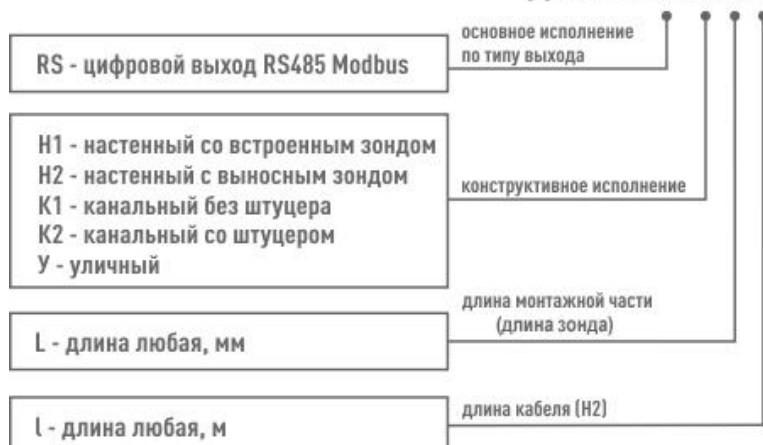 основное исполнение
по типу выхода
RS - цифровой выход RS485 Modbus
Н1 - настенный со встроенным зондом
Н2 - настенный с выносным зондом
К1 - канальный без штуцера
К2 - канальный со штуцером
У - уличный
конструктивное исполнение
длина монтажной части
(длина зонда)
L - длина любая, мм
длина кабеля (Н2)
l - длина любая, м